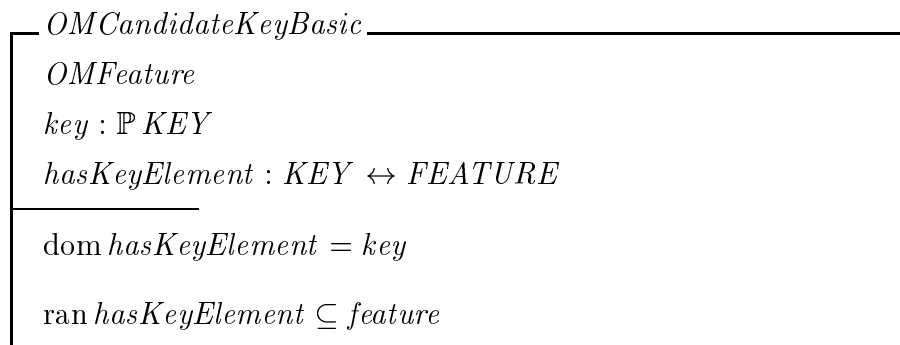 OMCandidateKeyBasic
OMFeature
key : ℙ KEY
hasKeyElement : KEY ↔ FEATURE
dom hasKeyElement = key
ran hasKeyElement ⊆ feature